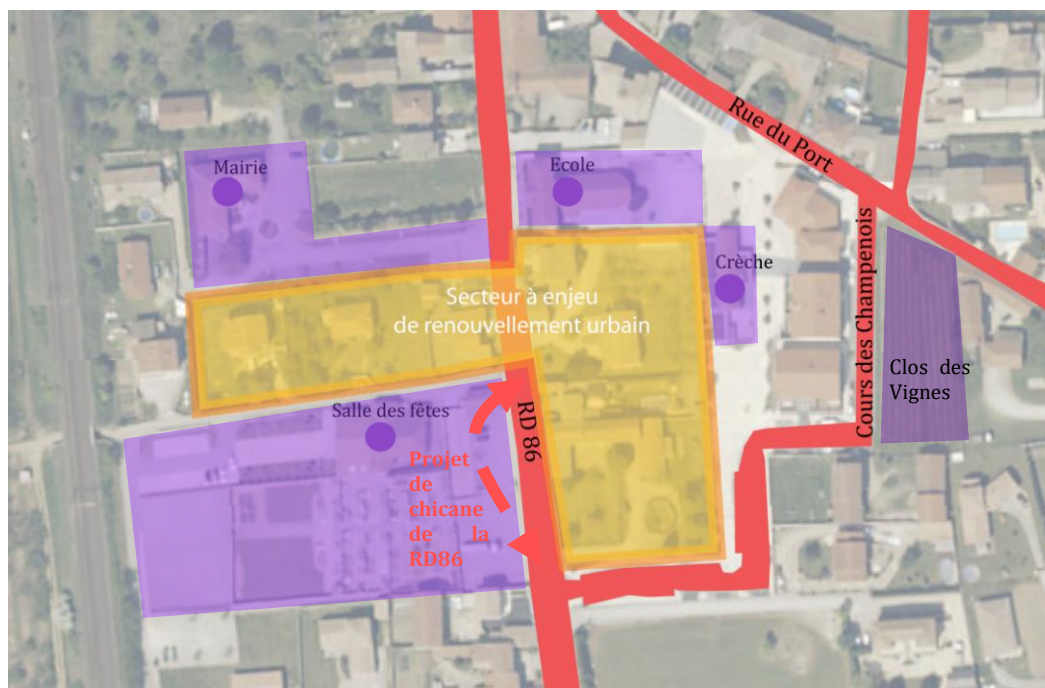 Mairie
Ecole
Rue du Port
Crèche
Secteur à enjeu
de renouvellement urbain
Cours des Champenois
Clos des
Vignes
Salle des fêtes
RD 86
Projet
de
chicane
de la
RD86